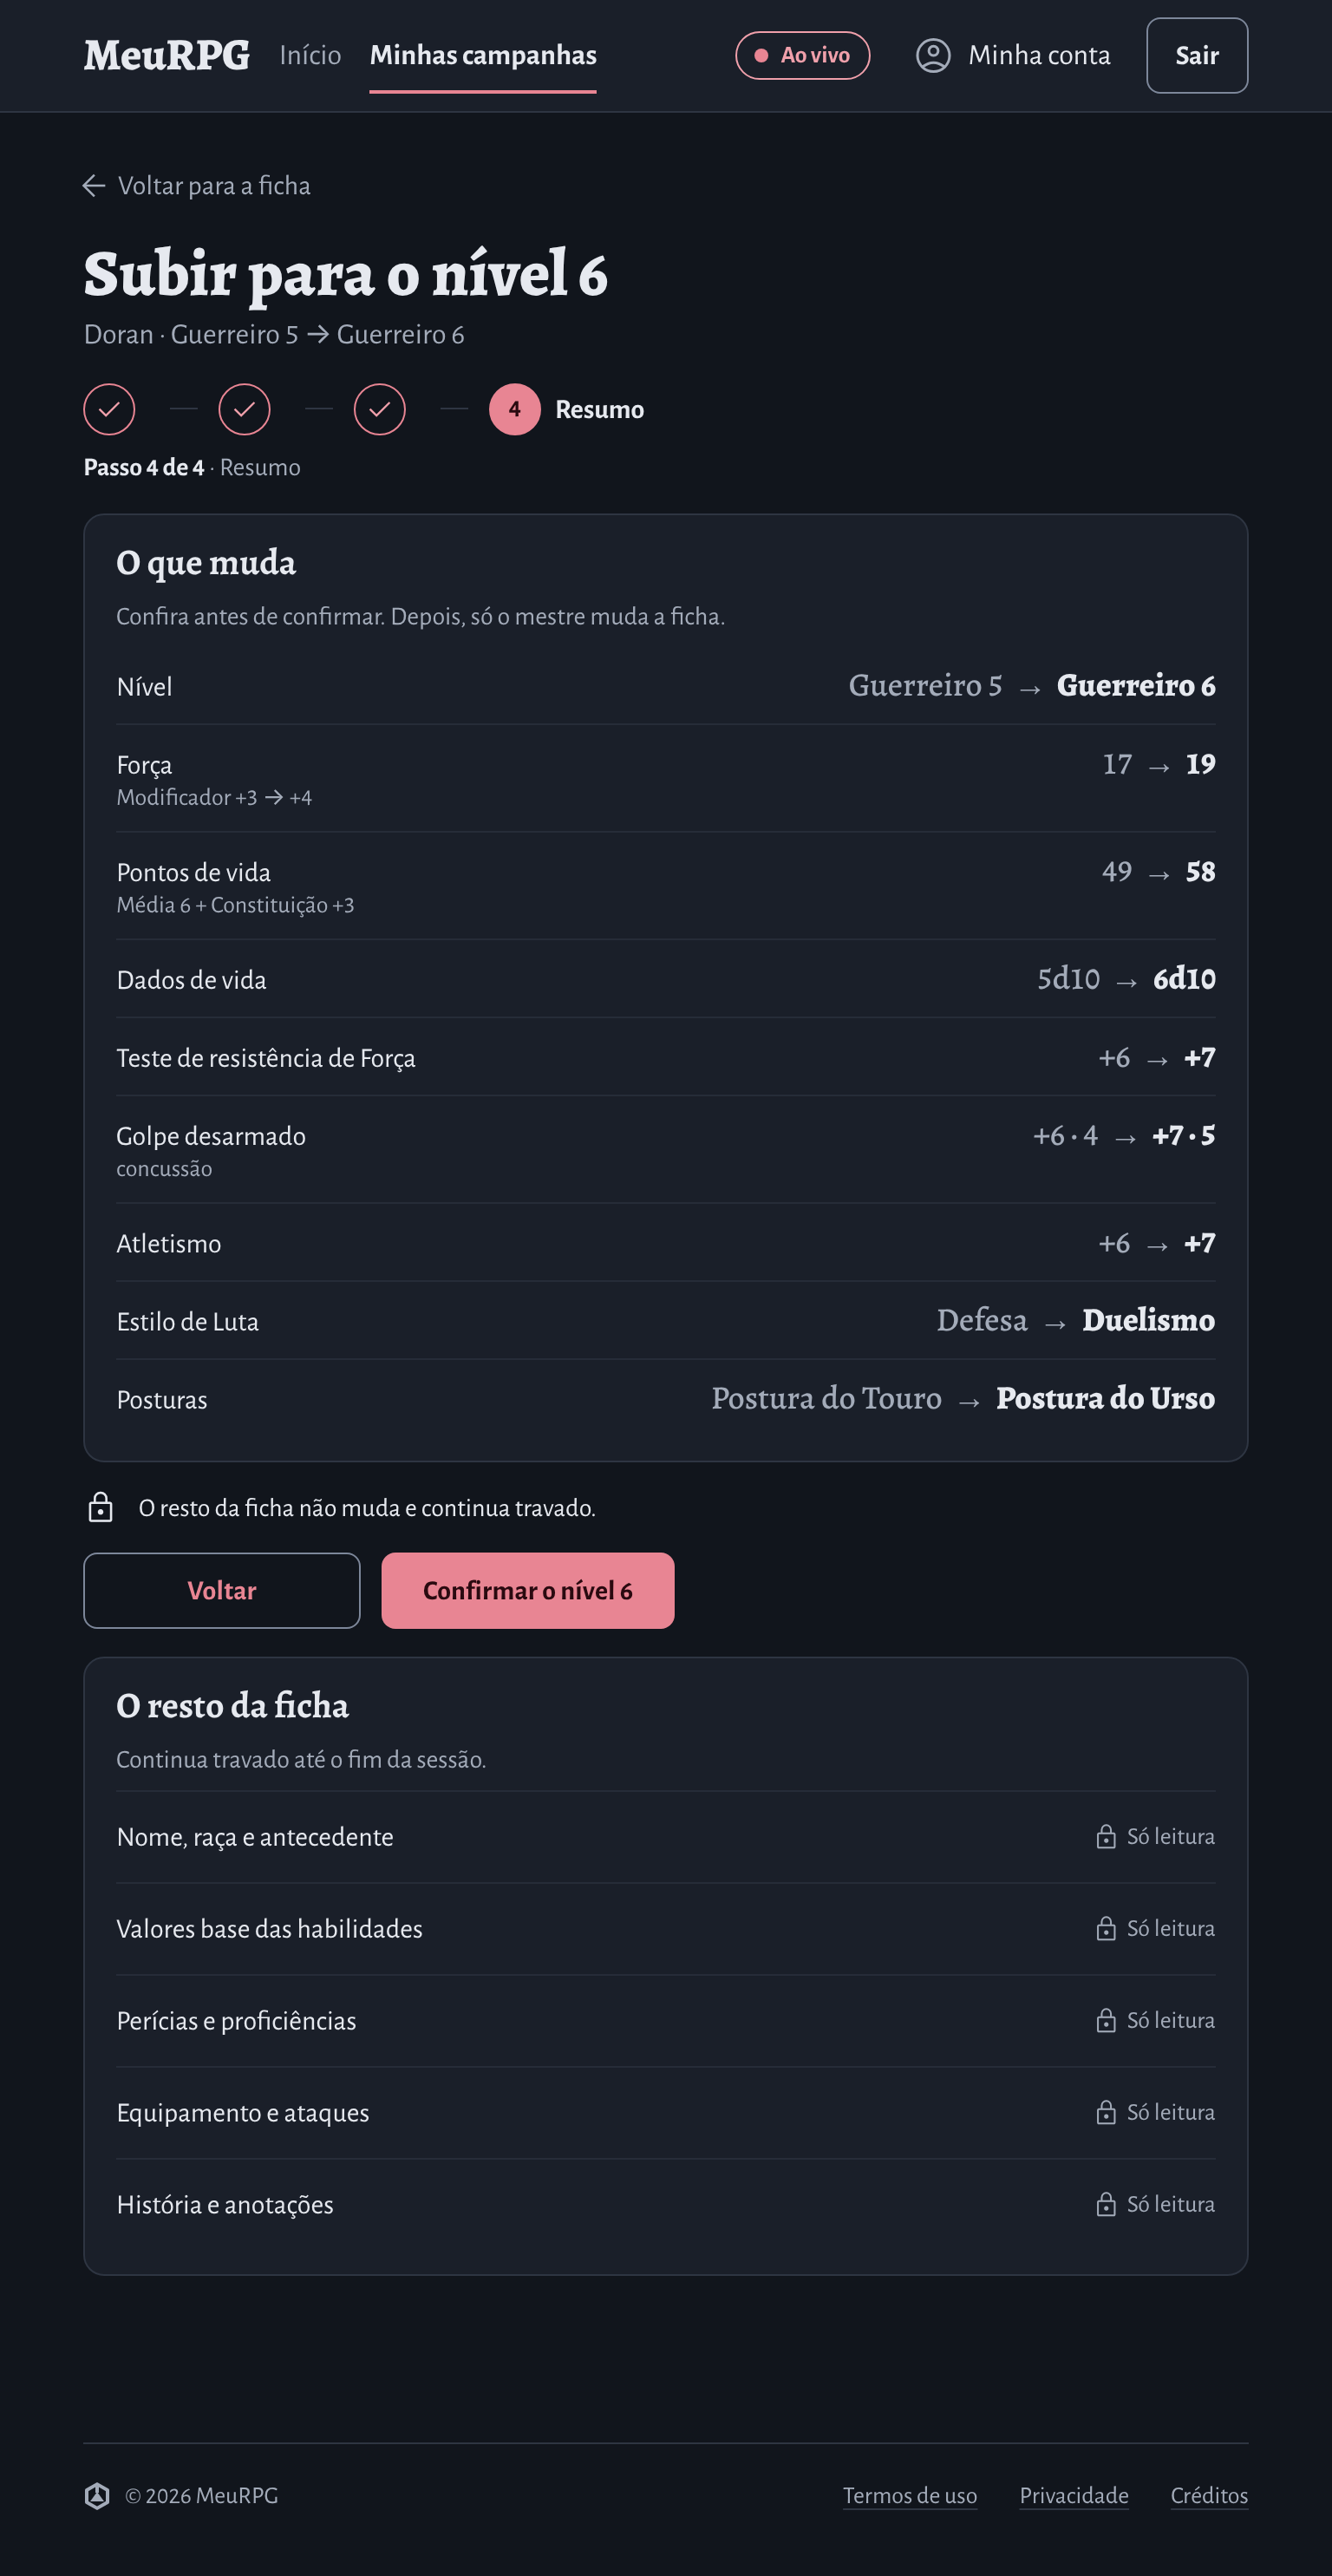 MeuRPG Início Minhas campanhas Ao vivo Minha conta Sair
← Voltar para a ficha
Subir para o nível 6
Doran · Guerreiro 5 → Guerreiro 6
4 Resumo
Passo 4 de 4 · Resumo
O que muda
Confira antes de confirmar. Depois, só o mestre muda a ficha.
Nível Guerreiro 5 → Guerreiro 6
Força 17 → 19
Modificador +3 → +4
Pontos de vida 49 → 58
Média 6 + Constituição +3
Dados de vida 5d10 → 6d10
Teste de resistência de Força +6 → +7
Golpe desarmado +6 · 4 → +7 · 5
concussão
Atletismo +6 → +7
Estilo de Luta Defesa → Duelismo
Posturas Postura do Touro → Postura do Urso
O resto da ficha não muda e continua travado.
Voltar Confirmar o nível 6
O resto da ficha
Continua travado até o fim da sessão.
Nome, raça e antecedente Só leitura
Valores base das habilidades Só leitura
Perícias e proficiências Só leitura
Equipamento e ataques Só leitura
História e anotações Só leitura
© 2026 MeuRPG Termos de uso Privacidade Créditos